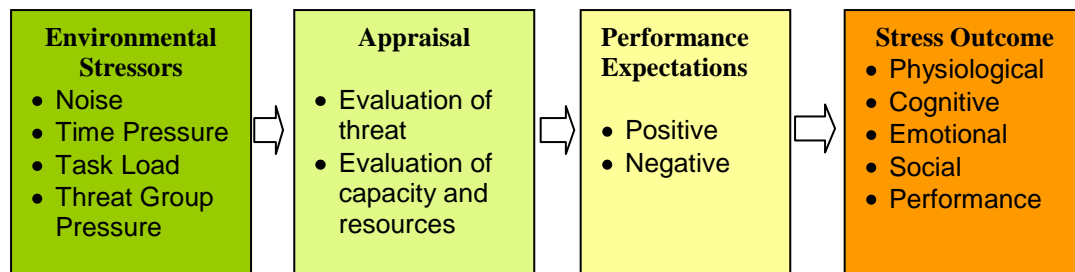 Environmental
Stressors
• Noise
• Time Pressure
• Task Load
• Threat Group
Pressure
Appraisal
• Evaluation of
threat
• Evaluation of
capacity and
resources
Performance
Expectations
• Positive
• Negative
Stress Outcome
• Physiological
• Cognitive
• Emotional
• Social
• Performance